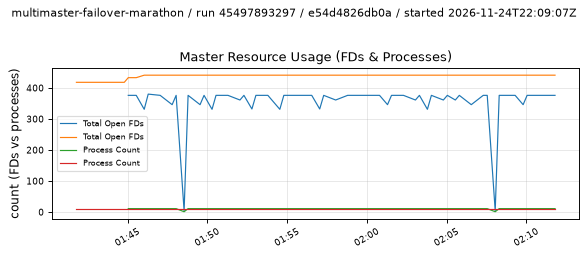 multimaster-failover-marathon / run 45497893297 / e54d4826db0a / started 2026-11-24T22:09:07Z
Master Resource Usage (FDs & Processes)
count (FDs vs processes)
400
300
200
100
0
Total Open FDs
Total Open FDs
Process Count
Process Count
01:45
01:50
01:55
02:00
02:05
02:10